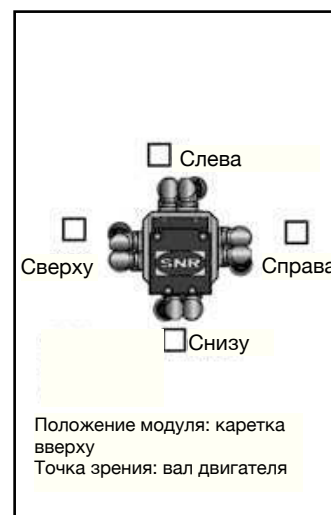 Слева
Сверху
Справа
SNR
Снизу
Положение модуля: каретка
вверху
Точка зрения: вал двигателя